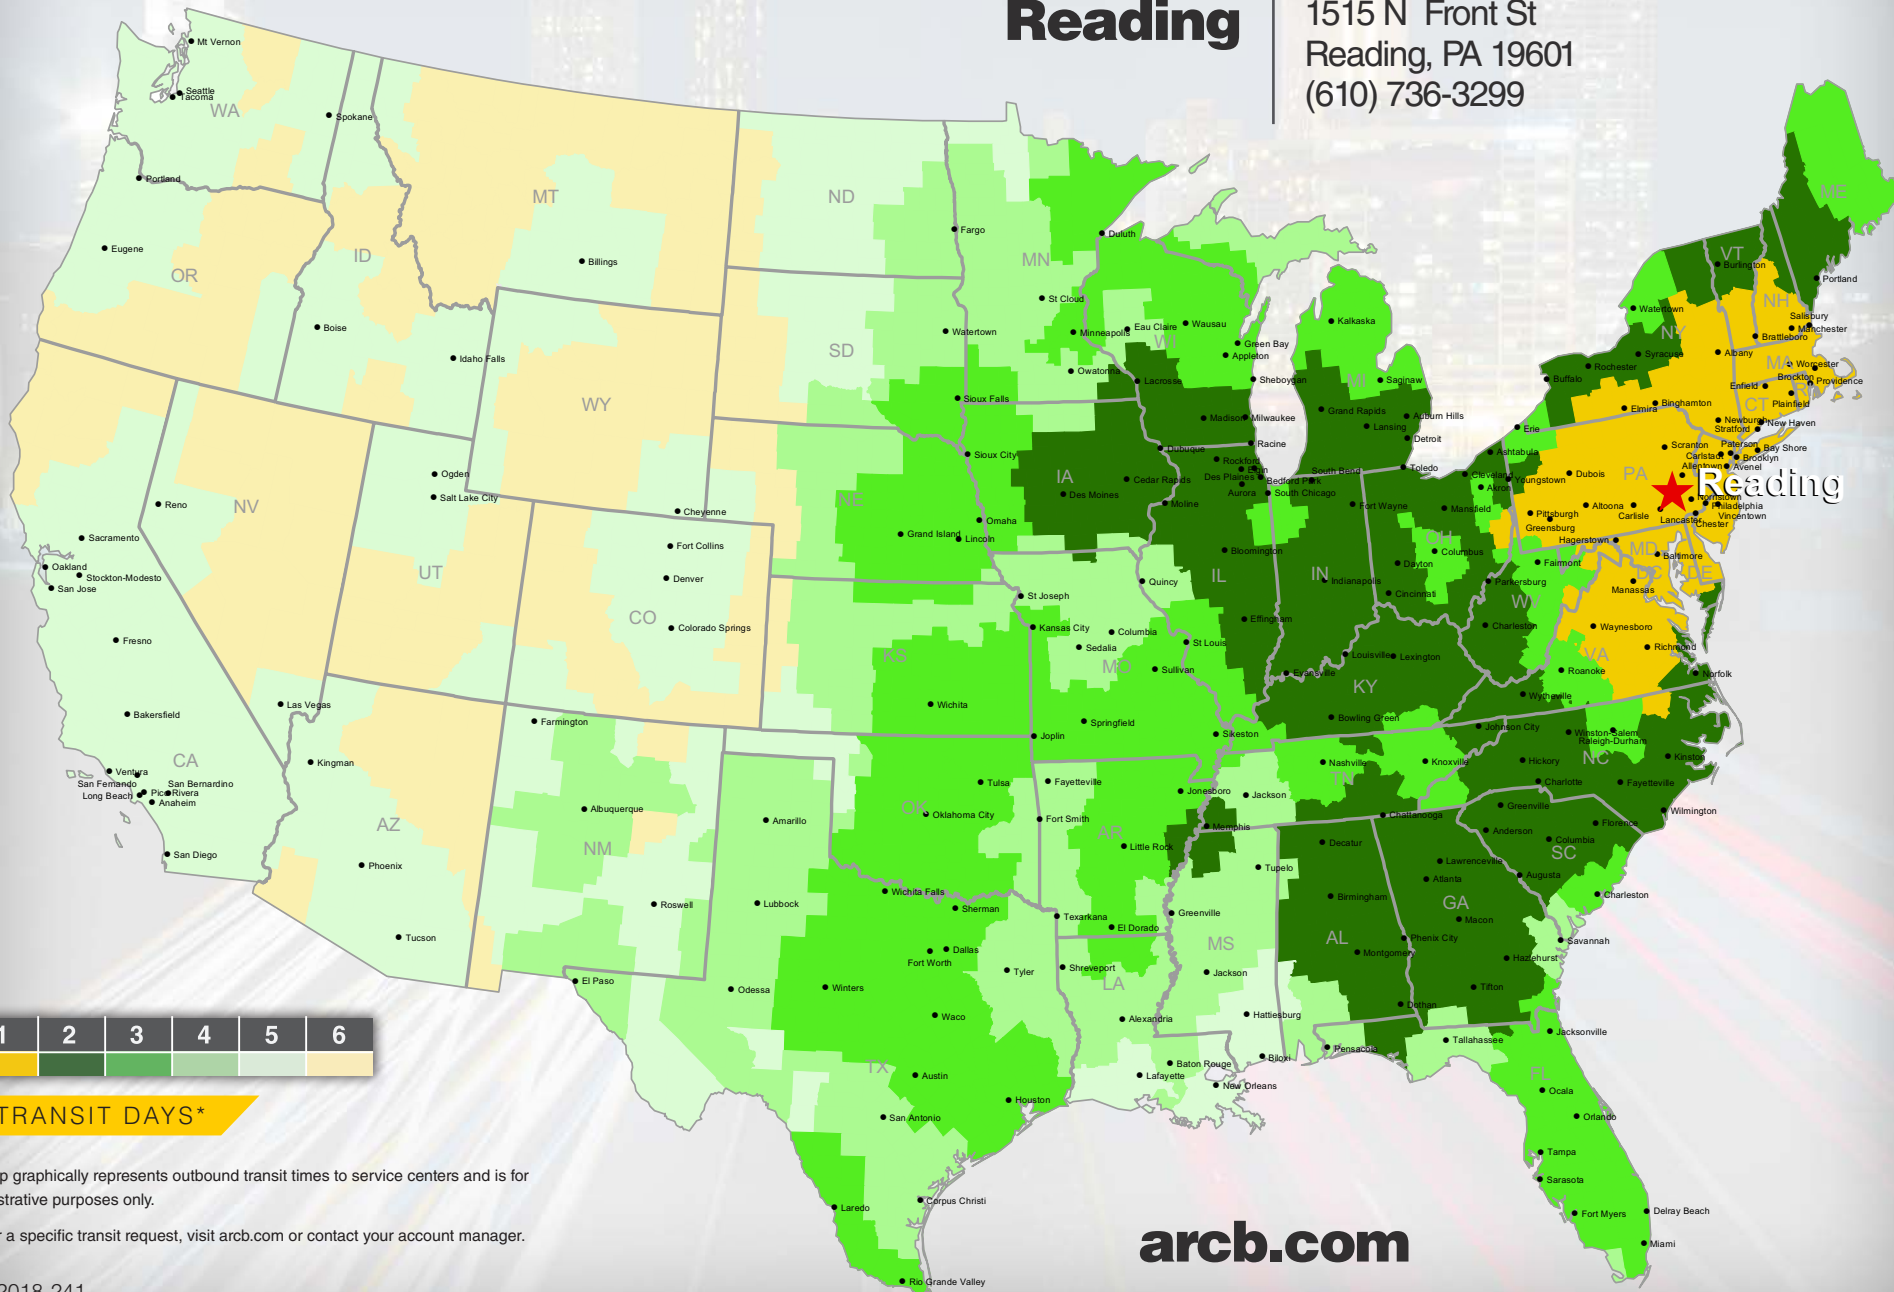 Reading
1515 N Front St
Reading, PA 19601
(610) 736-3299
Mt Vernon
Seattle
Tacoma
WA
Spokane
Portland
Eugene
OR
ID
Boise
Idaho Falls
MT
Billings
WY
Cheyenne
ND
Fargo
SD
Watertown
Sioux Falls
MN
Duluth
St Cloud
Minneapolis
Owatonna
Eau Claire
Wausau
WI
Green Bay
Appleton
Sheboygan
Lacrosse
Madison
Milwaukee
Racine
Kalkaska
MI
Saginaw
Grand Rapids
Lansing
Auburn Hills
Detroit
ME
VT
Burlington
Portland
NH
Salisbury
Manchester
Brattleboro
Watertown
NY
Syracuse
Rochester
Buffalo
Albany
MA
Worcester
Brockton
Providence
Enfield
Plainfield
RI
CT
Binghamton
Elmira
Newburgh
New Haven
Stratford
Erie
Scranton
Paterson
Bay Shore
Carlstadt
Brooklyn
Allentown
Avenel
PA
Dubois
Reading
Norristown
Philadelphia
Vincentown
Chester
Lancaster
Altoona
Carlisle
Pittsburgh
Greensburg
Hagerstown
MD
Baltimore
DC
DE
Manassas
Ashtabula
Youngstown
Cleveland
Akron
Toledo
Mansfield
OH
Columbus
Dayton
Cincinnati
Fairmont
Parkersburg
WV
Charleston
Waynesboro
VA
Richmond
Roanoke
Norfolk
Wytheville
Sioux City
IA
Dubuque
Cedar Rapids
Des Moines
Moline
Rockford
Elgin
Des Plaines
Bedford Park
Aurora
South Chicago
South Bend
Fort Wayne
Bloomington
IL
IN
Indianapolis
Effingham
Evansville
Louisville
Lexington
KY
Bowling Green
NE
Omaha
Grand Island
Lincoln
Quincy
St Joseph
Kansas City
Columbia
Sedalia
St Louis
MO
Sullivan
Springfield
Joplin
Sikeston
KS
Wichita
Reno
NV
Sacramento
Oakland
Stockton-Modesto
San Jose
Fresno
Bakersfield
CA
Ventura
San Fernando
San Bernardino
Pico Rivera
Long Beach
Anaheim
San Diego
Las Vegas
Ogden
Salt Lake City
UT
Fort Collins
Denver
CO
Colorado Springs
Farmington
Kingman
AZ
Phoenix
Tucson
Albuquerque
NM
Roswell
El Paso
Amarillo
Lubbock
Odessa
Tulsa
OK
Oklahoma City
Wichita Falls
Sherman
Dallas
Fort Worth
Winters
Waco
Tyler
TX
Austin
Houston
San Antonio
Corpus Christi
Laredo
Rio Grande Valley
Fayetteville
Fort Smith
AR
Jonesboro
Little Rock
Texarkana
El Dorado
Shreveport
LA
Alexandria
Baton Rouge
Lafayette
New Orleans
Nashville
TN
Knoxville
Jackson
Memphis
Chattanooga
Johnson City
Winston-Salem
Raleigh-Durham
NC
Hickory
Kinston
Charlotte
Fayetteville
Wilmington
Greenville
Anderson
Florence
Columbia
SC
Charleston
Tupelo
Greenville
MS
Jackson
Hattiesburg
Biloxi
Decatur
Birmingham
AL
Montgomery
Dothan
Pensacola
Lawrenceville
Atlanta
Augusta
GA
Macon
Phenix City
Hazlehurst
Savannah
Tifton
Tallahassee
Jacksonville
FL
Ocala
Orlando
Tampa
Sarasota
Fort Myers
Delray Beach
Miami
1 2 3 4 5 6
TRANSIT DAYS*
p graphically represents outbound transit times to service centers and is for
strative purposes only.
r a specific transit request, visit arcb.com or contact your account manager.
2018-241
arcb.com